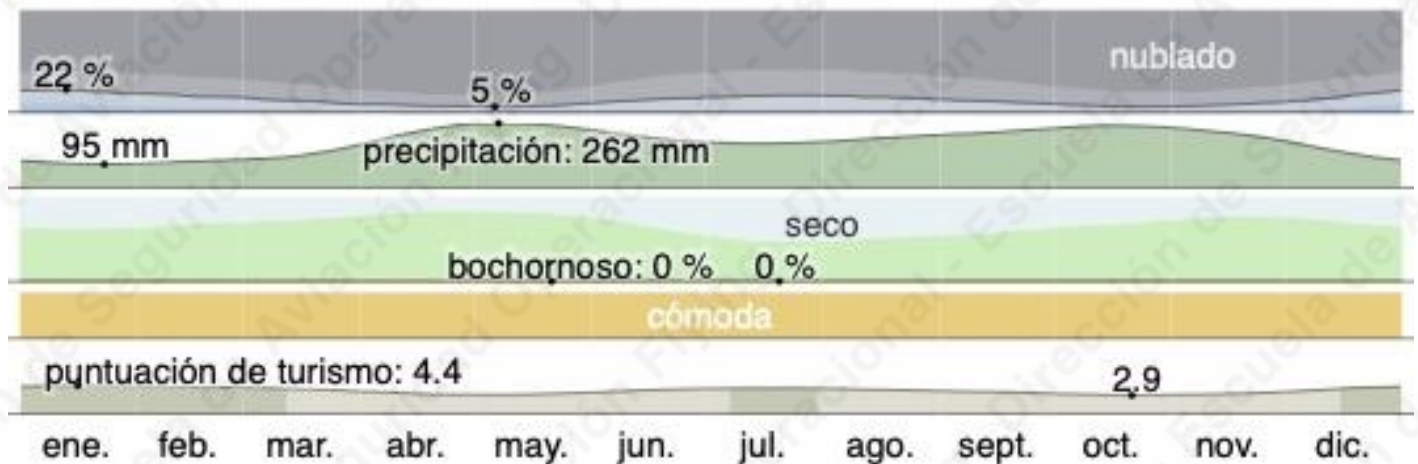 nublado
22 %
5 %
95 mm
precipitación: 262 mm
seco
bochornoso: 0 % 0 %
cómoda
puntuación de turismo: 4.4
2.9
ene. feb. mar. abr. may. jun. jul. ago. sept. oct. nov. dic.